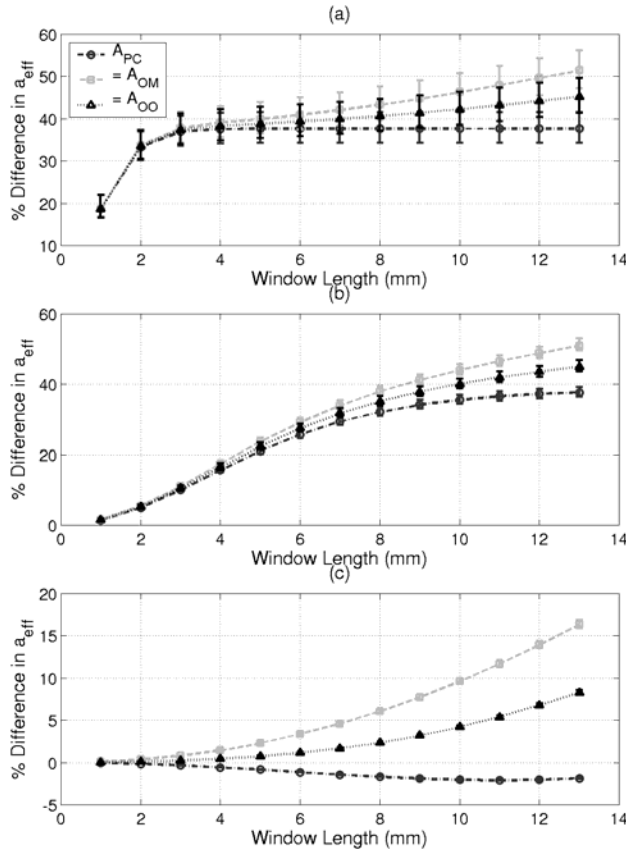 (a)
60
50
40
30
20
10
% Difference in a_eff
A_PC
= A_OM
= A_OO
0 2 4 6 8 10 12 14
Window Length (mm)
(b)
60
40
20
0
% Difference in a_eff
0 2 4 6 8 10 12 14
Window Length (mm)
(c)
20
15
10
5
0
-5
% Difference in a_eff
0 2 4 6 8 10 12 14
Window Length (mm)